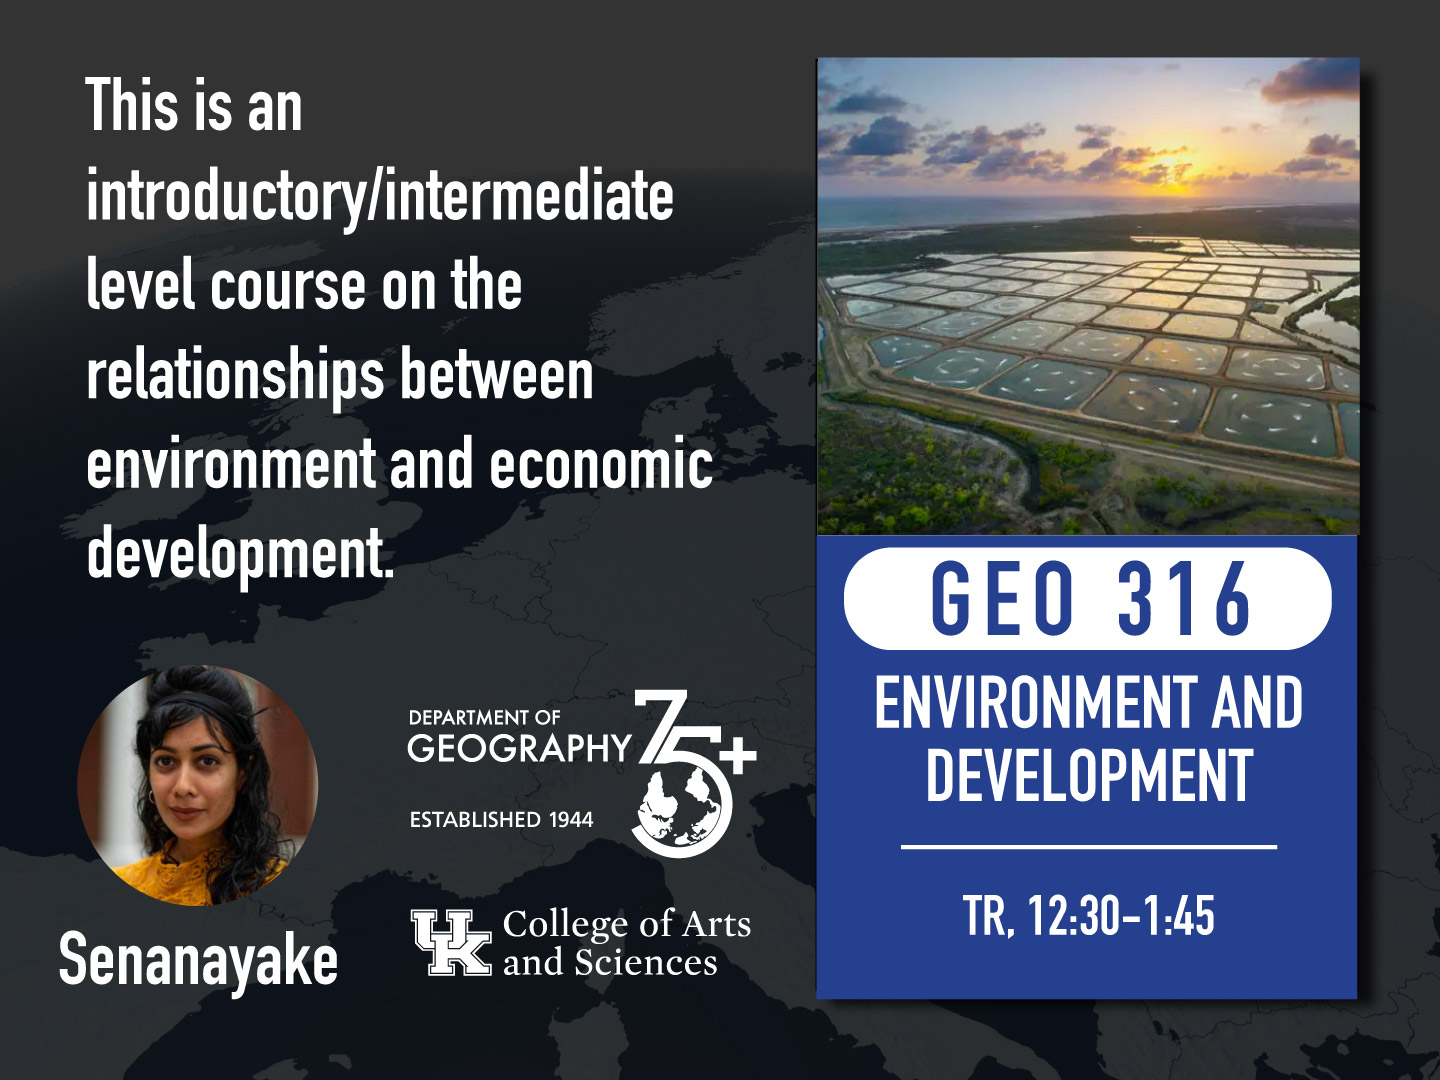 This is an
introductory/intermediate
level course on the
relationships between
environment and economic
development.
Senanayake
DEPARTMENT OF
GEOGRAPHY
75+
ESTABLISHED 1944
UK
College of Arts
and Sciences
GEO 316
ENVIRONMENT AND
DEVELOPMENT
TR, 12:30-1:45